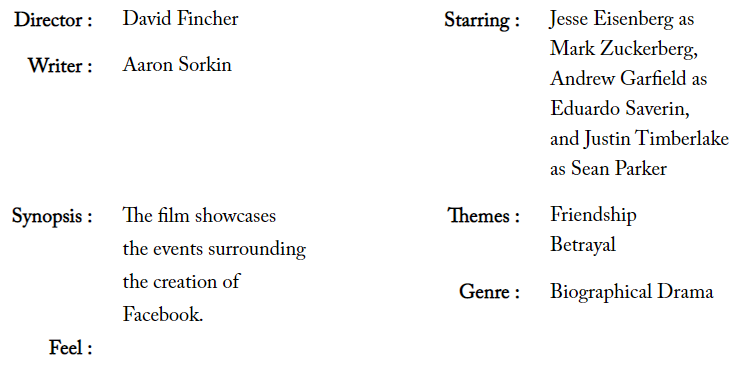 Director : David Fincher
Writer : Aaron Sorkin
Starring : Jesse Eisenberg as
Mark Zuckerberg,
Andrew Garfield as
Eduardo Saverin,
and Justin Timberlake
as Sean Parker
Synopsis : The film showcases
the events surrounding
the creation of
Facebook.
Feel :
Themes : Friendship
Betrayal
Genre : Biographical Drama